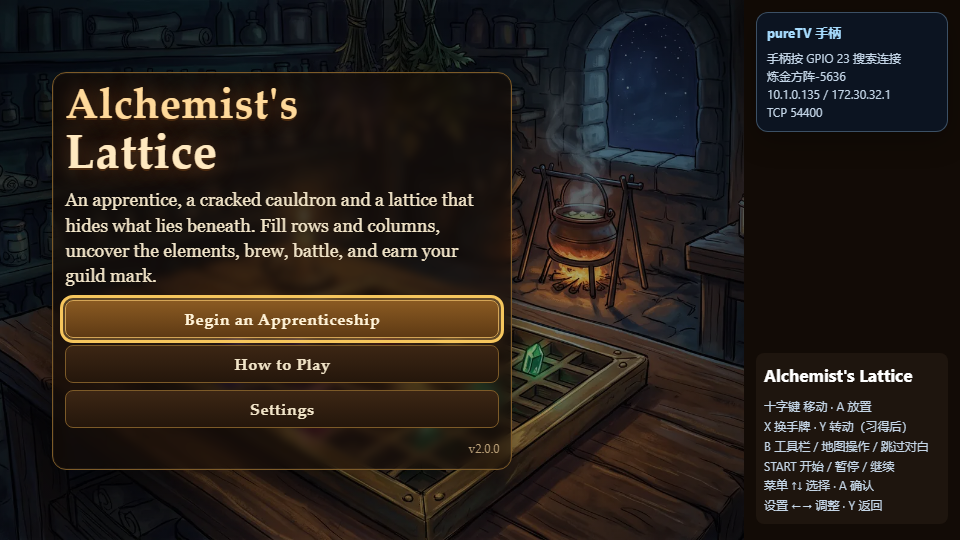 Alchemist's
Lattice
An apprentice, a cracked cauldron and a lattice that
hides what lies beneath. Fill rows and columns,
uncover the elements, brew, battle, and earn your
guild mark.
Begin an Apprenticeship
How to Play
Settings
v2.0.0
pureTV 手柄
手柄按 GPIO 23 搜索连接
炼金方阵-5636
10.1.0.135 / 172.30.32.1
TCP 54400
Alchemist's Lattice
十字键 移动 · A 放置
X 换手牌 · Y 转动（习得后）
B 工具栏 / 地图操作 / 跳过对白
START 开始 / 暂停 / 继续
菜单 ↑↓ 选择 · A 确认
设置 ←→ 调整 · Y 返回